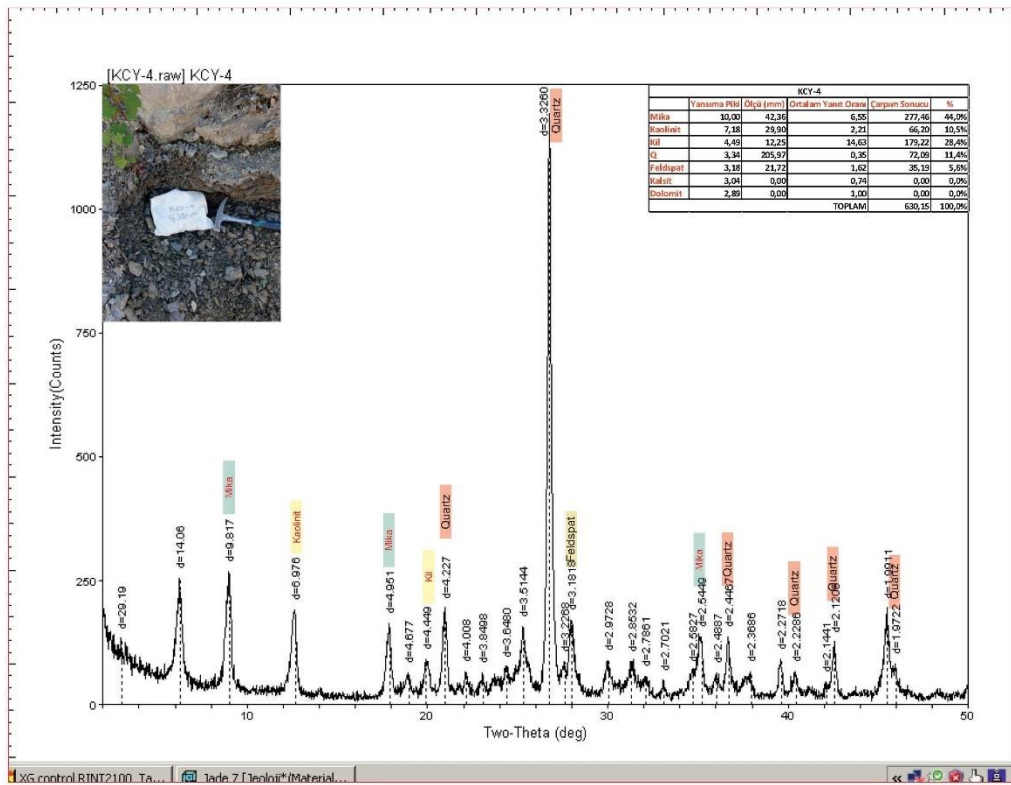 [KCY-4.raw] KCY-4
KCY-4
Yansıma Piki Ölçü (mm) Ortalam Yanıt Oranı Çarpım Sonucu %
Mika 10,00 42,36 6,55 277,46 44,0%
Kaolinit 7,18 29,90 2,21 66,20 10,5%
Kil 4,49 12,25 14,63 179,22 28,4%
Q 3,34 205,97 0,35 72,09 11,4%
Feldspat 3,18 21,72 1,62 35,19 5,6%
Kalsit 3,04 0,00 0,74 0,00 0,0%
Dolomit 2,89 0,00 1,00 0,00 0,0%
TOPLAM 630,15 100,0%
KCY-4
Intensity(Counts)
1250
1000
750
500
250
0
d=29.19
d=14.06
d=9.817
Mika
d=6.976
Kaolinit
d=4.951
Mika
d=4.677
d=4.449
Kil
d=4.227
Quartz
d=4.008
d=3.8498
d=3.6480
d=3.5144
d=3.3260
Quartz
d=3.2268
d=3.1818
Feldspat
d=2.9728
d=2.8532
d=2.7861
d=2.7021
d=2.5827
d=2.5449
Mika
d=2.4887
d=2.4467
Quartz
d=2.3686
d=2.2718
d=2.2286
Quartz
d=2.1441
Quartz
d=1.9911
d=1.9722
Quartz
10
20
30
40
50
Two-Theta (deg)
XG control RINT2100, Ta...
Jade 7 [Jeoloji*(Material...